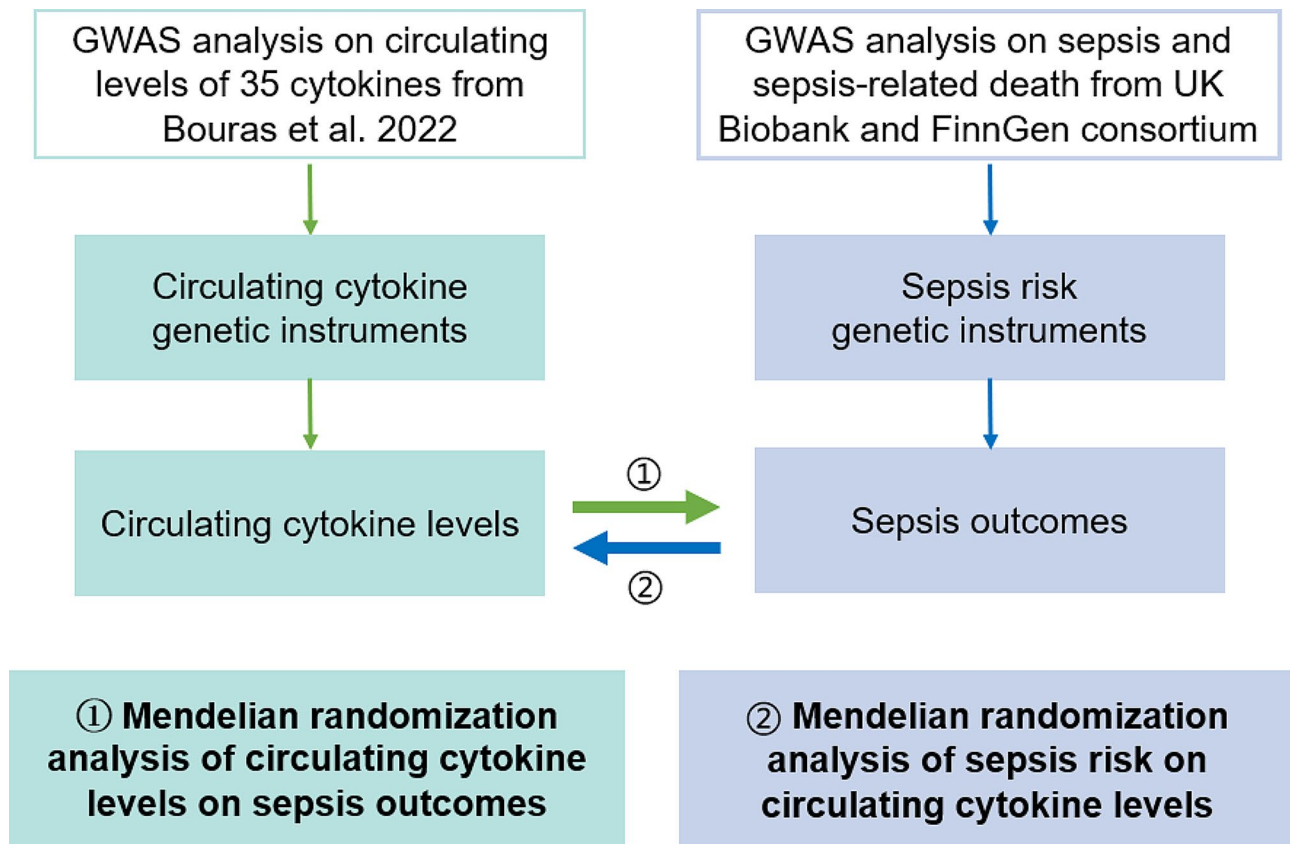 GWAS analysis on circulating
levels of 35 cytokines from
Bouras et al. 2022
GWAS analysis on sepsis and
sepsis-related death from UK
Biobank and FinnGen consortium
Circulating cytokine
genetic instruments
Sepsis risk
genetic instruments
Circulating cytokine levels
①
②
Sepsis outcomes
① Mendelian randomization
analysis of circulating cytokine
levels on sepsis outcomes
② Mendelian randomization
analysis of sepsis risk on
circulating cytokine levels